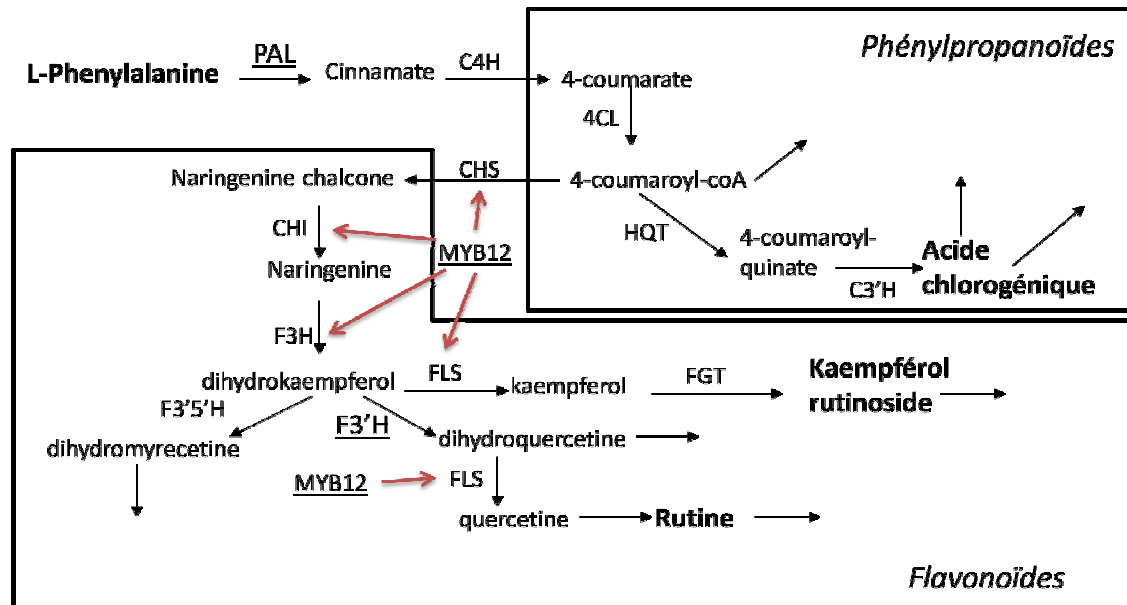 Phénylpropanoïdes
L-Phenylalanine
PAL
Cinnamate
C4H
4-coumarate
4CL
Naringenine chalcone
CHS
4-coumaroyl-coA
CHI
MYB12
HQT
4-coumaroyl-
quinate
C3'H
Acide
chlorogénique
Naringenine
F3H
dihydrokaempferol
FLS
kaempferol
FGT
Kaempférol
rutinoside
F3'5'H
F3'H
dihydromyrecetine
dihydroquercetine
MYB12
FLS
quercetine
Rutine
Flavonoïdes